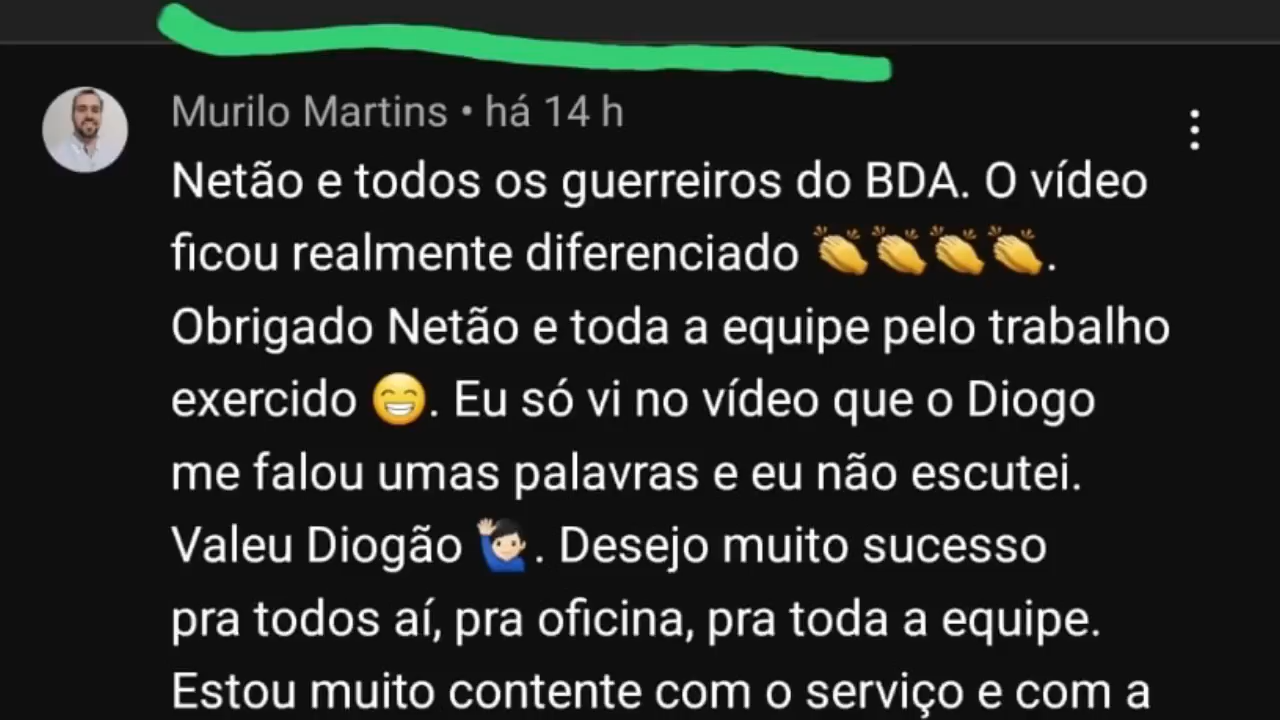 Murilo Martins • há 14 h
Netão e todos os guerreiros do BDA. O vídeo
ficou realmente diferenciado 👏👏👏👏.
Obrigado Netão e toda a equipe pelo trabalho
exercido 😁. Eu só vi no vídeo que o Diogo
me falou umas palavras e eu não escutei.
Valeu Diogão 🙋🏻‍♂️. Desejo muito sucesso
pra todos aí, pra oficina, pra toda a equipe.
Estou muito contente com o serviço e com a